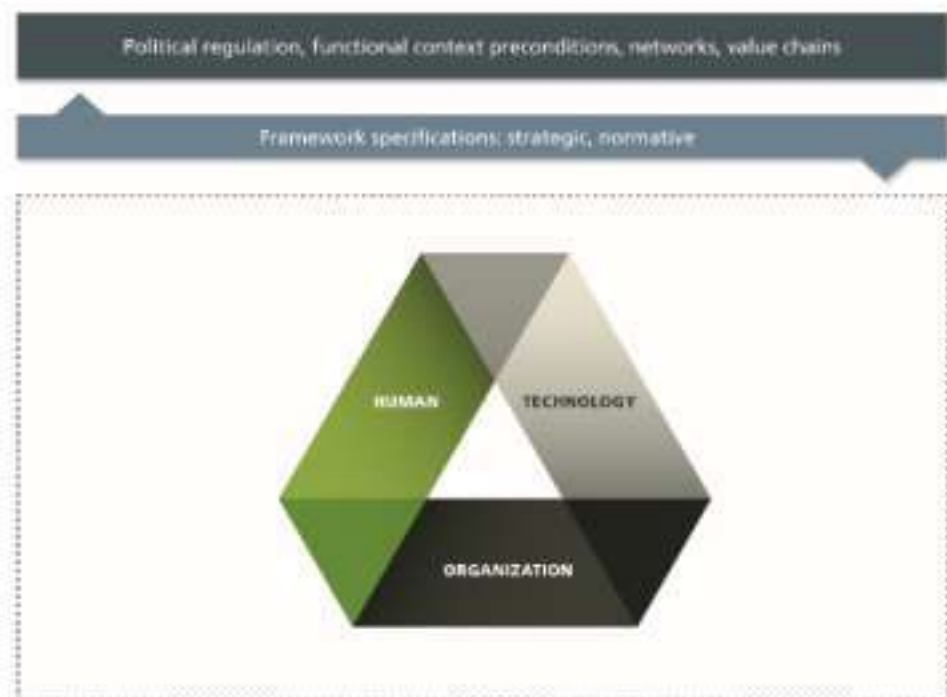 Political regulation, functional context preconditions, networks, value chains
Framework specifications: strategic, normative
HUMAN
TECHNOLOGY
ORGANIZATION